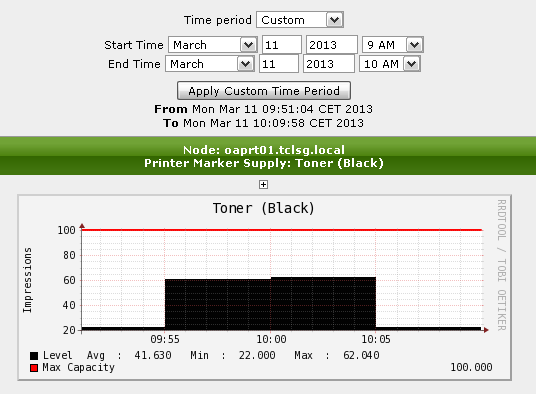 Time period Custom
Start Time March 11 2013 9 AM
End Time March 11 2013 10 AM
Apply Custom Time Period
From Mon Mar 11 09:51:04 CET 2013
To Mon Mar 11 10:09:58 CET 2013
Node: oaprt01.tclsg.local
Printer Marker Supply: Toner (Black)
Toner (Black)
RRDTOOL / TOBI OETIKER
Impressions
100
80
60
40
20
09:55 10:00 10:05
Level Avg : 41.630 Min : 22.000 Max : 62.040
Max Capacity 100.000